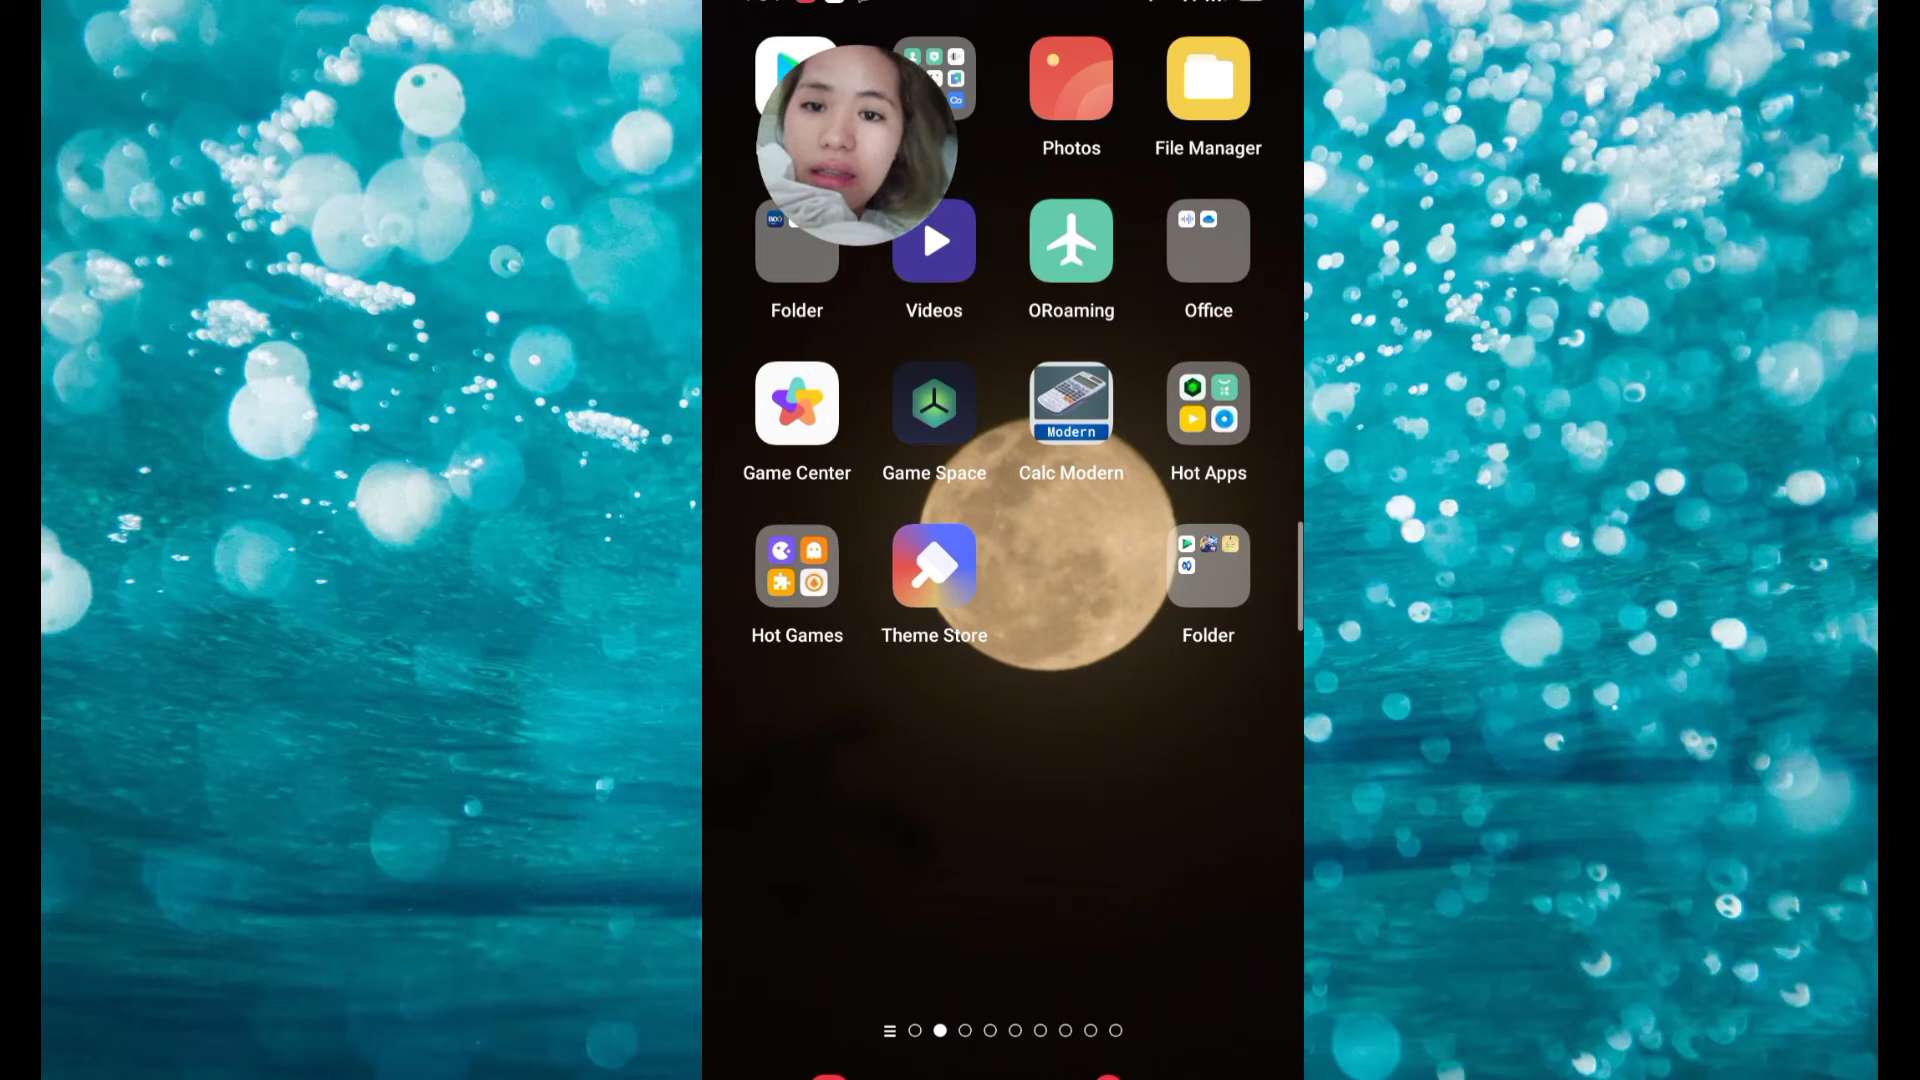 Photos
File Manager
Folder
Videos
ORoaming
Office
Modern
Game Center
Game Space
Calc Modern
Hot Apps
Hot Games
Theme Store
Folder